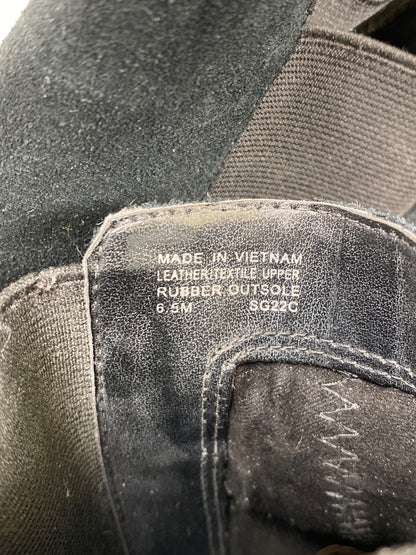 MADE IN VIETNAM
LEATHER/TEXTILE UPPER
RUBBER OUTSOLE
6.5M SG22C